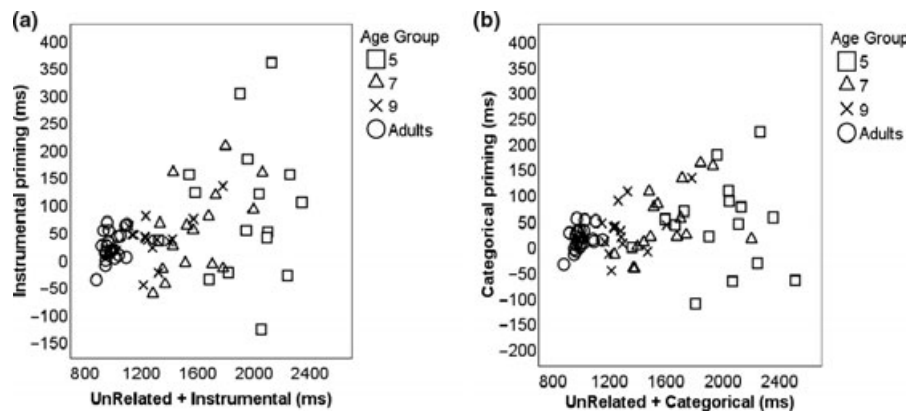 (a)
Age Group
5
7
9
Adults
Instrumental priming (ms)
400
350
300
250
200
150
100
50
0
−50
−100
−150
800 1200 1600 2000 2400
UnRelated + Instrumental (ms)
(b)
Age Group
5
7
9
Adults
Categorical priming (ms)
400
350
300
250
200
150
100
50
0
−50
−100
−150
−200
800 1200 1600 2000 2400
UnRelated + Categorical (ms)